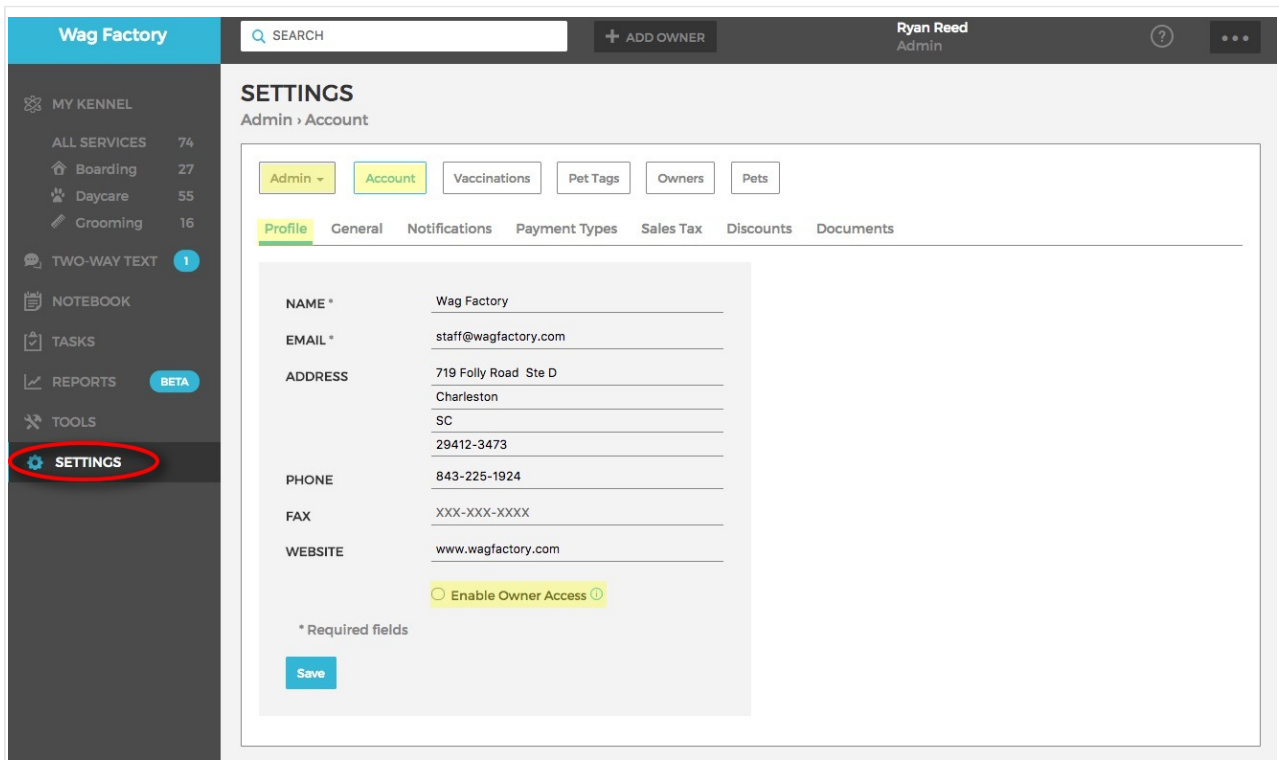 Wag Factory
SEARCH
+ ADD OWNER
Ryan Reed
Admin
?
MY KENNEL
ALL SERVICES 74
Boarding 27
Daycare 55
Grooming 16
TWO-WAY TEXT 1
NOTEBOOK
TASKS
REPORTS BETA
TOOLS
SETTINGS
SETTINGS
Admin › Account
Admin Account Vaccinations Pet Tags Owners Pets
Profile General Notifications Payment Types Sales Tax Discounts Documents
NAME * Wag Factory
EMAIL * staff@wagfactory.com
ADDRESS 719 Folly Road Ste D
Charleston
SC
29412-3473
PHONE 843-225-1924
FAX XXX-XXX-XXXX
WEBSITE www.wagfactory.com
Enable Owner Access
* Required fields
Save